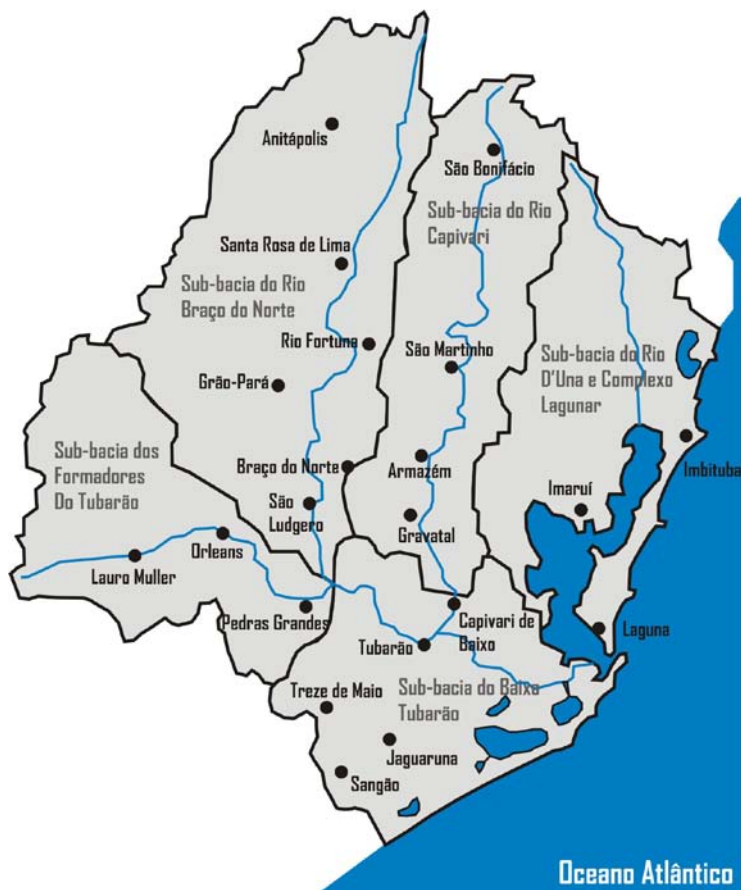 Anitápolis
São Bonifácio
Sub-bacia do Rio
Capivari
Santa Rosa de Lima
Sub-bacia do Rio
Braço do Norte
Rio Fortuna
São Martinho
Sub-bacia do Rio
D'Una e Complexo
Lagunar
Grão-Pará
Sub-bacia dos
Formadores
Do Tubarão
Braço do Norte
Armazém
Imbituba
São
Ludgero
Gravatal
Imaruí
Orleans
Lauro Muller
Pedras Grandes
Capivari de
Baixo
Laguna
Tubarão
Treze de Maio
Sub-bacia do Baixo
Tubarão
Jaguaruna
Sangão
Oceano Atlântico